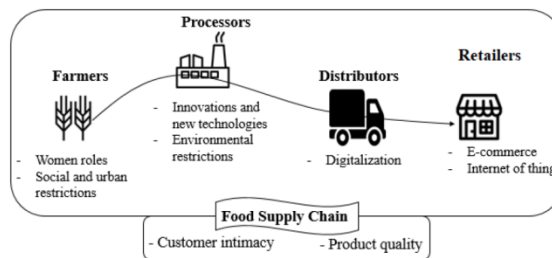 Processors
Farmers
Distributors
Retailers
- Women roles
- Social and urban
restrictions
- Innovations and
new technologies
- Environmental
restrictions
- Digitalization
- E-commerce
- Internet of thing
Food Supply Chain
- Customer intimacy
- Product quality